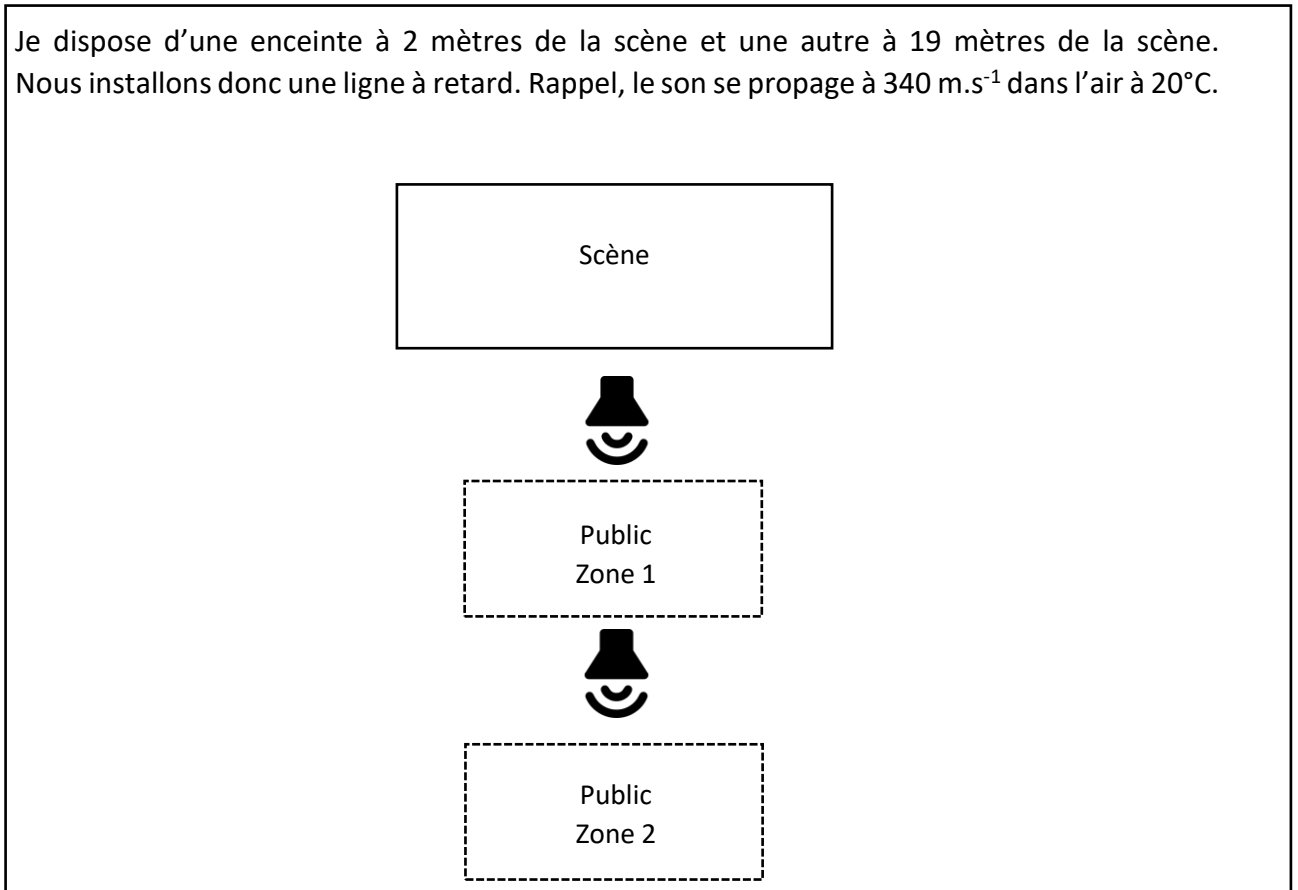 Je dispose d’une enceinte à 2 mètres de la scène et une autre à 19 mètres de la scène.
Nous installons donc une ligne à retard. Rappel, le son se propage à 340 m.s⁻¹ dans l’air à 20°C.
Scène
Public
Zone 1
Public
Zone 2